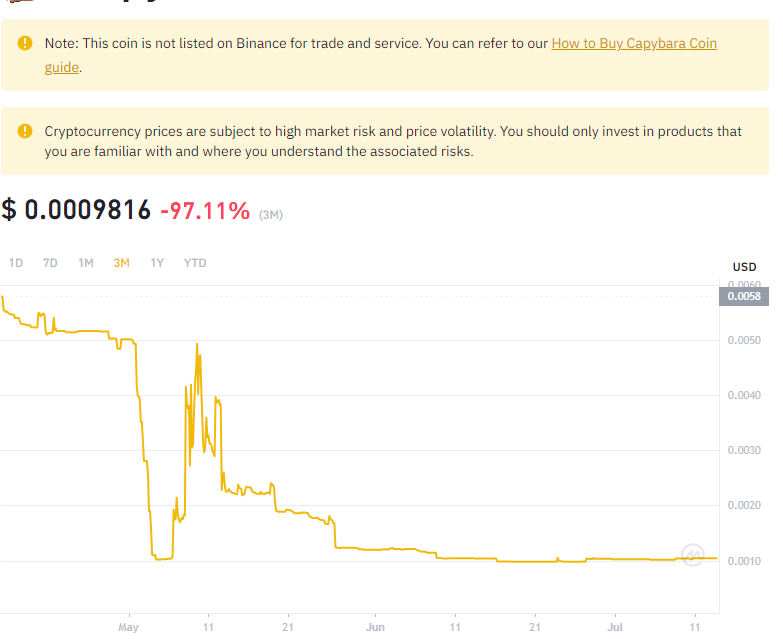 Note: This coin is not listed on Binance for trade and service. You can refer to our How to Buy Capybara Coin
guide.
Cryptocurrency prices are subject to high market risk and price volatility. You should only invest in products that
you are familiar with and where you understand the associated risks.
$ 0.0009816 -97.11% (3M)
1D 7D 1M 3M 1Y YTD
USD
0.0060
0.0058
0.0050
0.0040
0.0030
0.0020
0.0010
May 11 21 Jun 11 21 Jul 11